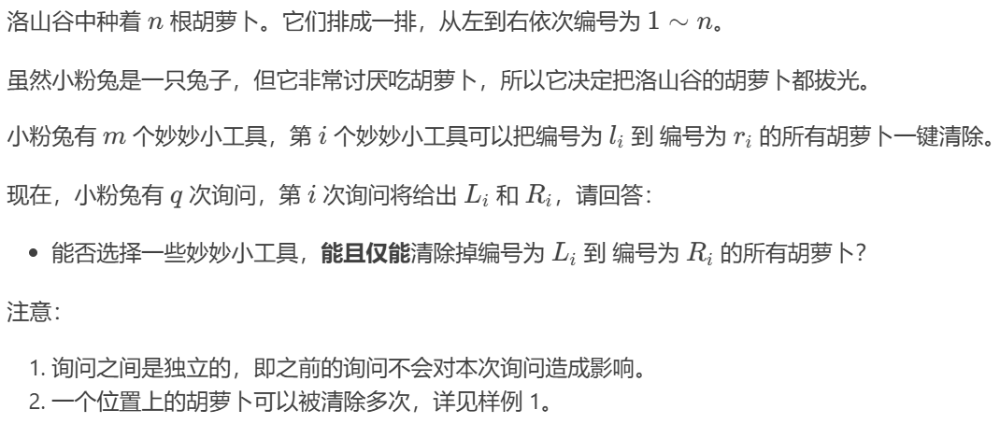 洛山谷中种着 n 根胡萝卜。它们排成一排，从左到右依次编号为 1 ∼ n。
虽然小粉兔是一只兔子，但它非常讨厌吃胡萝卜，所以它决定把洛山谷的胡萝卜都拔光。
小粉兔有 m 个妙妙小工具，第 i 个妙妙小工具可以把编号为 l_i 到 编号为 r_i 的所有胡萝卜一键清除。
现在，小粉兔有 q 次询问，第 i 次询问将给出 L_i 和 R_i，请回答：
• 能否选择一些妙妙小工具，能且仅能清除掉编号为 L_i 到 编号为 R_i 的所有胡萝卜？
注意：
1. 询问之间是独立的，即之前的询问不会对本次询问造成影响。
2. 一个位置上的胡萝卜可以被清除多次，详见样例 1。